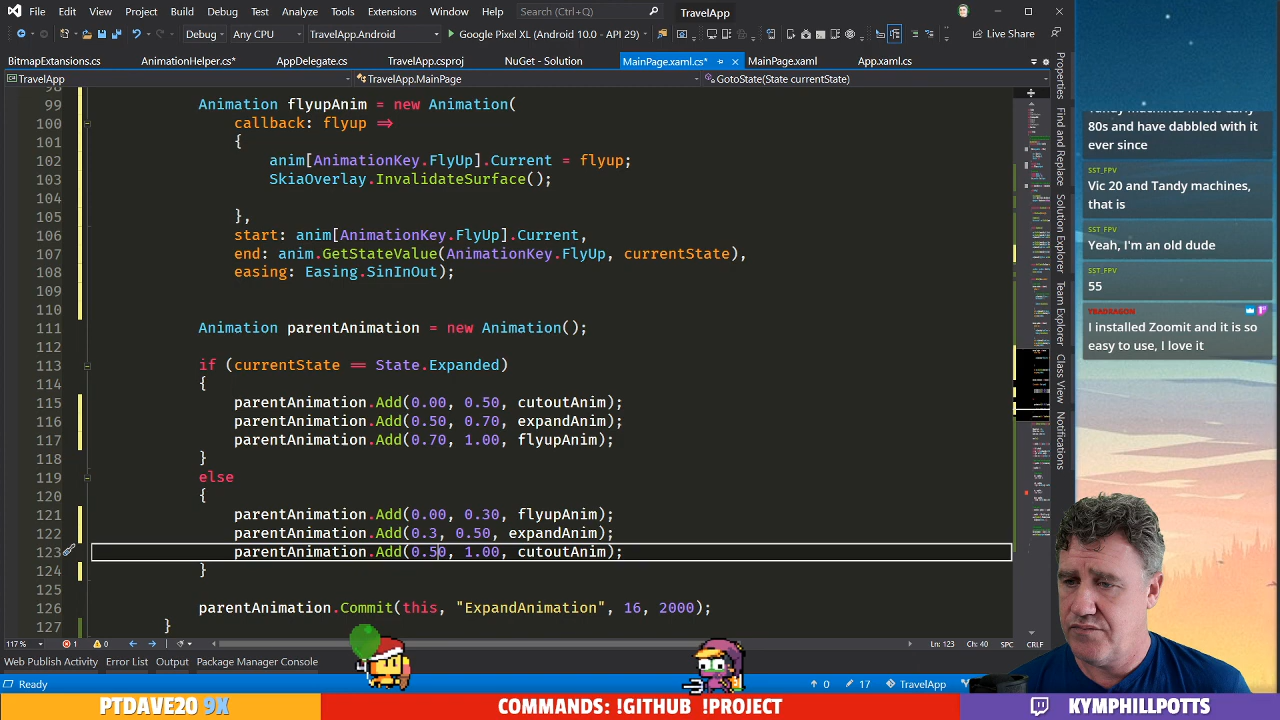 File Edit View Git Project Build Debug Test Analyze Tools Extensions Window Help Search (Ctrl+Q) TravelApp
Debug Any CPU TravelApp.Android Google Pixel XL (Android 10.0 - API 29) Live Share
BitmapExtansions.cs AnimationHelper.cs* AppDelegate.cs TravelApp.csproj NuGet - Solution MainPage.xaml.cs* MainPage.xaml App.xaml.cs
TravelApp TravelApp.MainPage GotoState(State currentState)
98
99 Animation flyupAnim = new Animation(
100 callback: flyup =>
101 {
102 anim[AnimationKey.FlyUp].Current = flyup;
103 SkiaOverlay.InvalidateSurface();
104
105 },
106 start: anim[AnimationKey.FlyUp].Current,
107 end: anim.GetStateValue(AnimationKey.FlyUp, currentState),
108 easing: Easing.SinInOut);
109
110
111 Animation parentAnimation = new Animation();
112
113 if (currentState == State.Expanded)
114 {
115 parentAnimation.Add(0.00, 0.50, cutoutAnim);
116 parentAnimation.Add(0.50, 0.70, expandAnim);
117 parentAnimation.Add(0.70, 1.00, flyupAnim);
118 }
119 else
120 {
121 parentAnimation.Add(0.00, 0.30, flyupAnim);
122 parentAnimation.Add(0.3, 0.50, expandAnim);
123 parentAnimation.Add(0.50, 1.00, cutoutAnim);
124 }
125
126 parentAnimation.Commit(this, "ExpandAnimation", 16, 2000);
127 }
117 % 1 0 Ln: 123 Ch: 40 SPC CRLF
Web Publish Activity Error List Output Package Manager Console
Ready 0 17 TravelApp
Properties
Find and Replace
Solution Explorer
Team Explorer
Class View
Notifications
Tandy machines in the early
80s and have dabbled with it
ever since
SST_FPV
Vic 20 and Tandy machines,
that is
SST_FPV
Yeah, I'm an old dude
SST_FPV
55
TBDRAGON
I installed Zoomit and it is so
easy to use, I love it
PTDAVE20 9X COMMANDS: !GITHUB !PROJECT KYMPHILLPOTTS